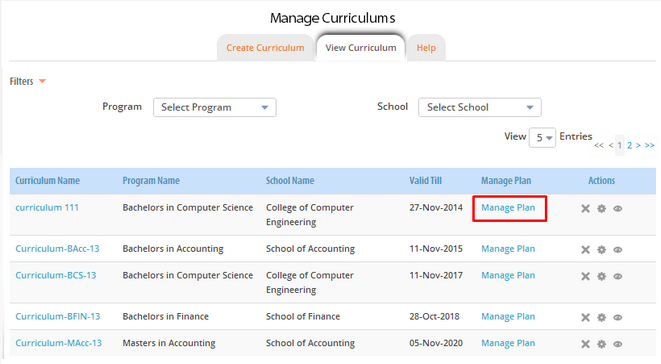 Manage Curriculums
Create Curriculum View Curriculum Help
Filters
Program Select Program School Select School
View 5 Entries << < 1 2 > >>
Curriculum Name Program Name School Name Valid Till Manage Plan Actions
curriculum 111 Bachelors in Computer Science College of Computer 27-Nov-2014 Manage Plan
Engineering
Curriculum-BAcc-13 Bachelors in Accounting School of Accounting 11-Nov-2015 Manage Plan
Curriculum-BCS-13 Bachelors in Computer Science College of Computer 11-Nov-2017 Manage Plan
Engineering
Curriculum-BFIN-13 Bachelors in Finance School of Finance 28-Oct-2018 Manage Plan
Curriculum-MAcc-13 Masters in Accounting School of Accounting 05-Nov-2020 Manage Plan